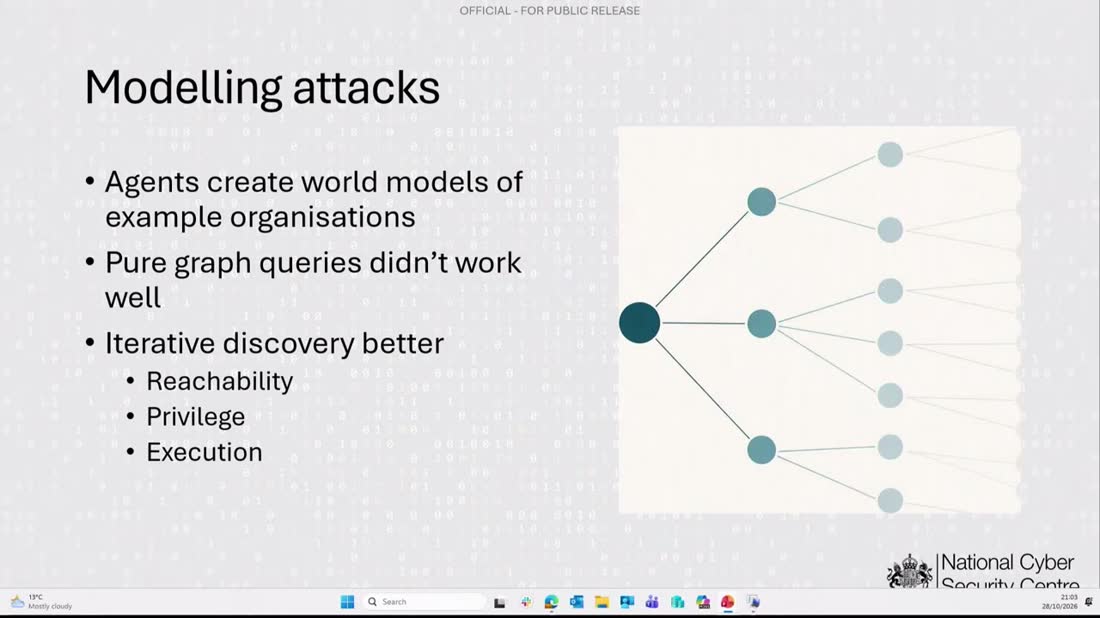 OFFICIAL - FOR PUBLIC RELEASE
Modelling attacks
• Agents create world models of
example organisations
• Pure graph queries didn’t work
well
• Iterative discovery better
• Reachability
• Privilege
• Execution
National Cyber
Security Centre
13°C
Mostly cloudy
Search
21:03
28/10/2026